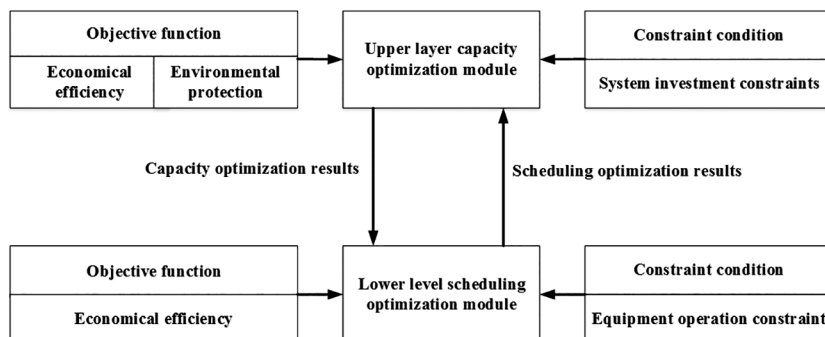 Objective function
Economical
efficiency
Environmental
protection
Upper layer capacity
optimization module
Constraint condition
System investment constraints
Capacity optimization results
Scheduling optimization results
Objective function
Economical efficiency
Lower level scheduling
optimization module
Constraint condition
Equipment operation constraint